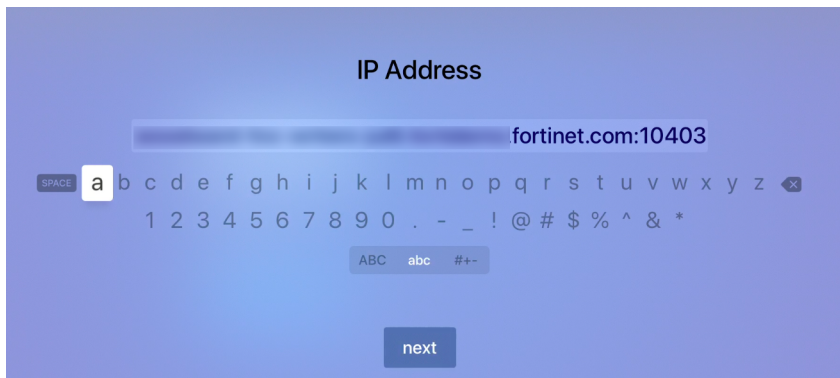 IP Address
.fortinet.com:10403
SPACE a b c d e f g h i j k l m n o p q r s t u v w x y z
1 2 3 4 5 6 7 8 9 0 . - _ ! @ # $ % ^ & *
ABC abc #+-
next